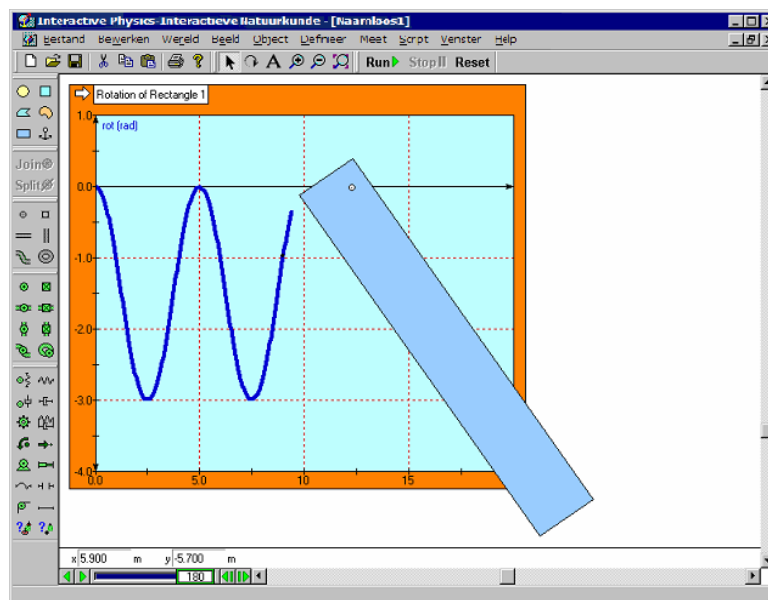 Interactive Physics-Interactieve Natuurkunde - [Naamloos1]
Bestand Bewerken Wereld Beeld Object Definieer Meet Script Venster Help
Run Stop Reset
Rotation of Rectangle 1
1.0
rot (rad)
Join
Split
0.0
-1.0
-2.0
-3.0
-4.0
0.0 5.0 10.0 15
x 5.900 m y -5.700 m
180